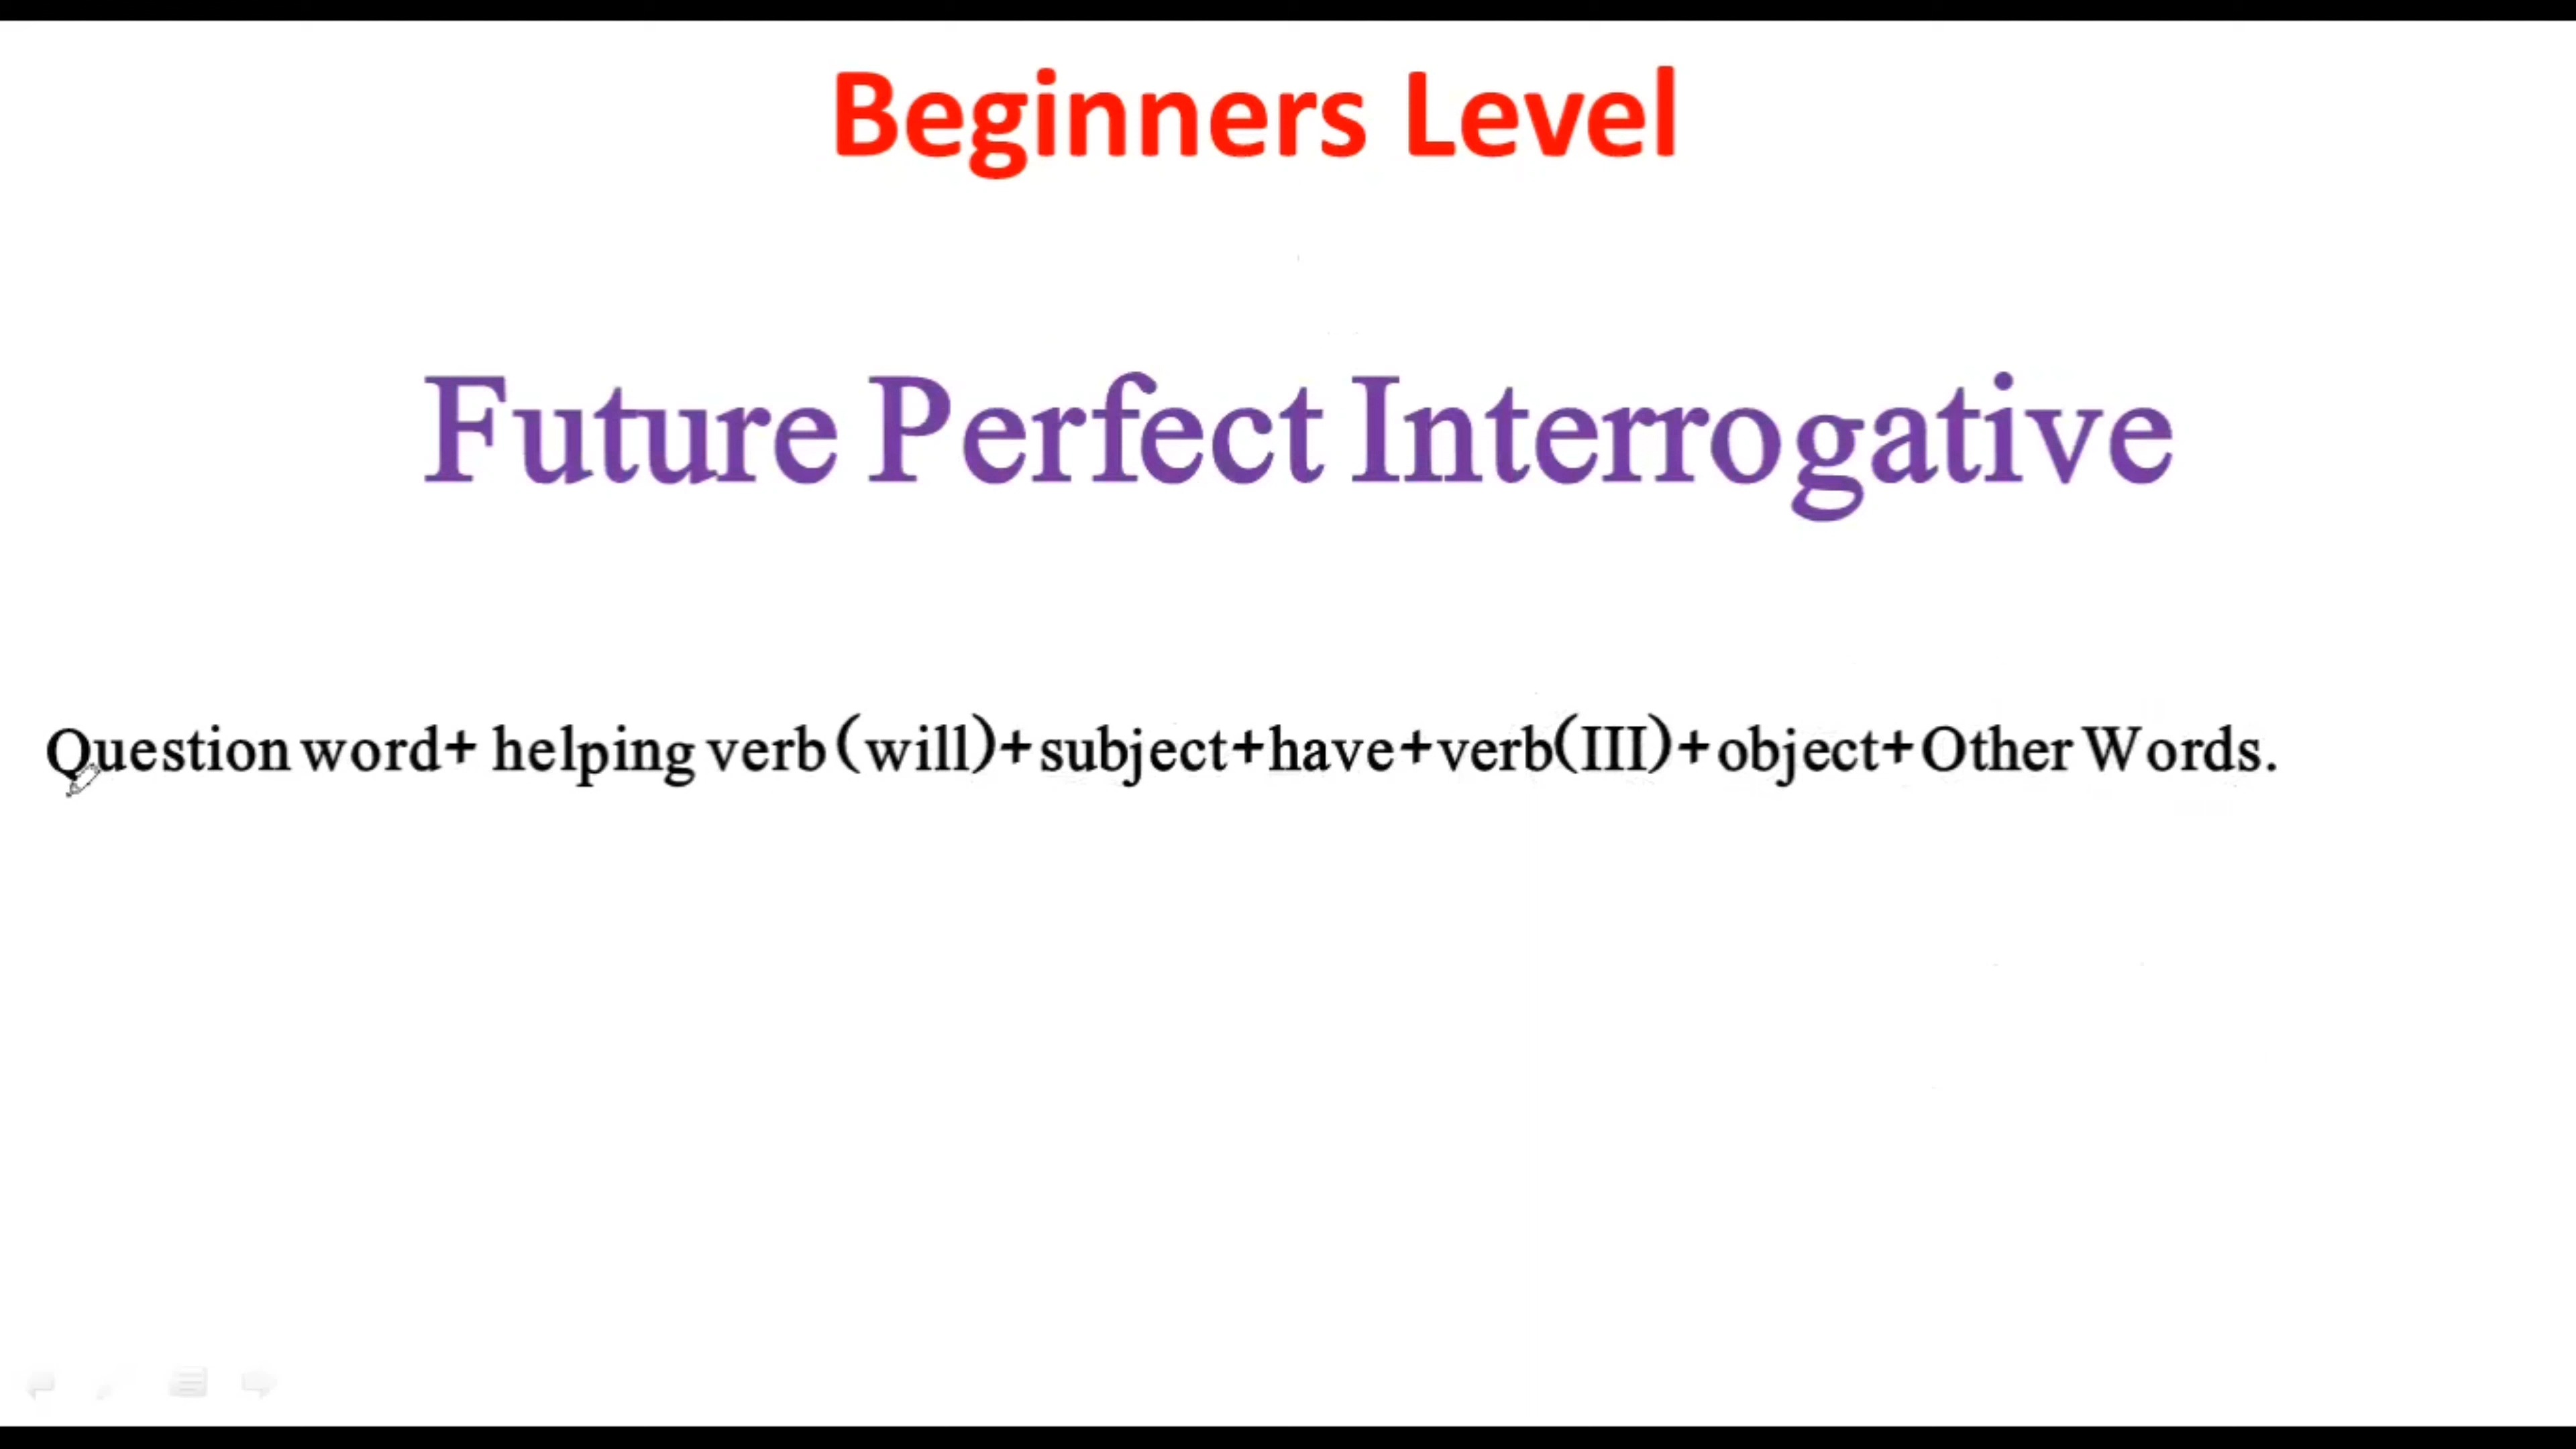 Beginners Level
Future Perfect Interrogative
Question word+ helping verb (will)+subject+have+verb(III)+object+Other Words.